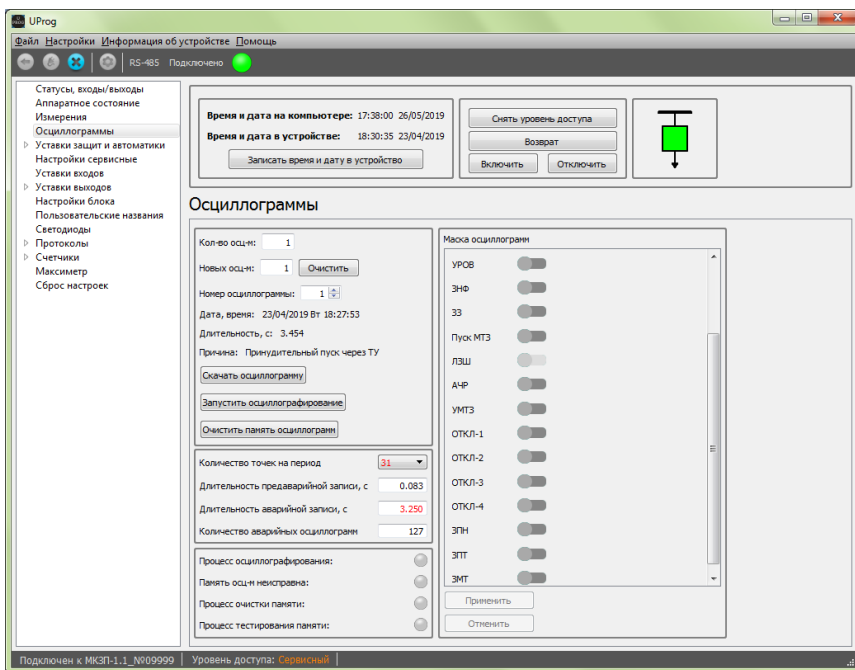 UProg
Файл Настройки Информация об устройстве Помощь
RS-485 Подключено
Статусы, входы/выходы
Аппаратное состояние
Измерения
Осциллограммы
Уставки защит и автоматики
Настройки сервисные
Уставки входов
Уставки выходов
Настройки блока
Пользовательские названия
Светодиоды
Протоколы
Счетчики
Максиметр
Сброс настроек
Время и дата на компьютере: 17:38:00 26/05/2019
Время и дата в устройстве: 18:30:35 23/04/2019
Записать время и дату в устройство
Снять уровень доступа
Возврат
Включить Отключить
Осциллограммы
Кол-во осц-м: 1
Новых осц-м: 1 Очистить
Номер осциллограммы: 1
Дата, время: 23/04/2019 Вт 18:27:53
Длительность, с: 3.454
Причина: Принудительный пуск через ТУ
Скачать осциллограмму
Запустить осциллографирование
Очистить память осциллограмм
Количество точек на период 31
Длительность предаварийной записи, с 0.083
Длительность аварийной записи, с 3.250
Количество аварийных осциллограмм 127
Процесс осциллографирования:
Память осц-м неисправна:
Процесс очистки памяти:
Процесс тестирования памяти:
Маска осциллограмм
УРОВ
ЗНФ
ЗЗ
Пуск МТЗ
ЛЗШ
АЧР
УМТЗ
ОТКЛ-1
ОТКЛ-2
ОТКЛ-3
ОТКЛ-4
ЗПН
ЗПТ
ЗМТ
Применить
Отменить
Подключен к МКЗП-1.1_№09999 Уровень доступа: Сервисный